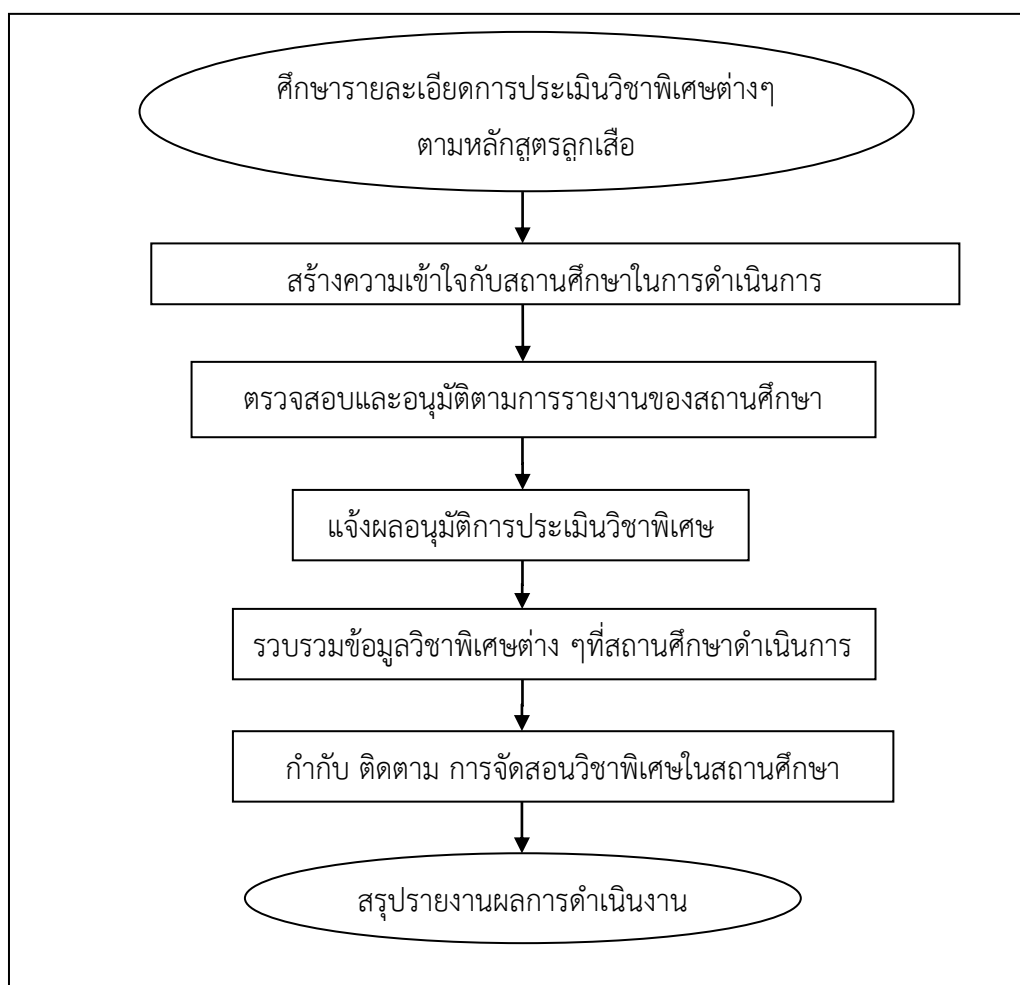 ศึกษารายละเอียดการประเมินวิชาพิเศษต่างๆ
ตามหลักสูตรลูกเสือ
สร้างความเข้าใจกับสถานศึกษาในการดำเนินการ
ตรวจสอบและอนุมัติตามการรายงานของสถานศึกษา
แจ้งผลอนุมัติการประเมินวิชาพิเศษ
รวบรวมข้อมูลวิชาพิเศษต่าง ๆที่สถานศึกษาดำเนินการ
กำกับ ติดตาม การจัดสอนวิชาพิเศษในสถานศึกษา
สรุปรายงานผลการดำเนินงาน